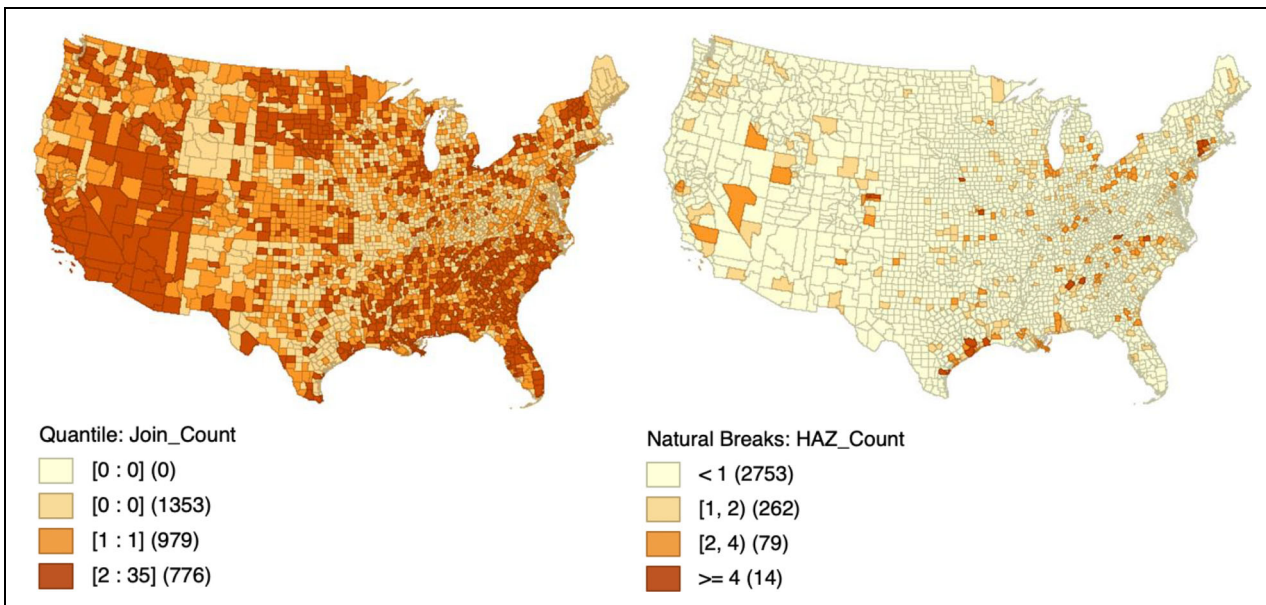 Quantile: Join_Count
[0 : 0] (0)
[0 : 0] (1353)
[1 : 1] (979)
[2 : 35] (776)
Natural Breaks: HAZ_Count
< 1 (2753)
[1, 2) (262)
[2, 4) (79)
>= 4 (14)